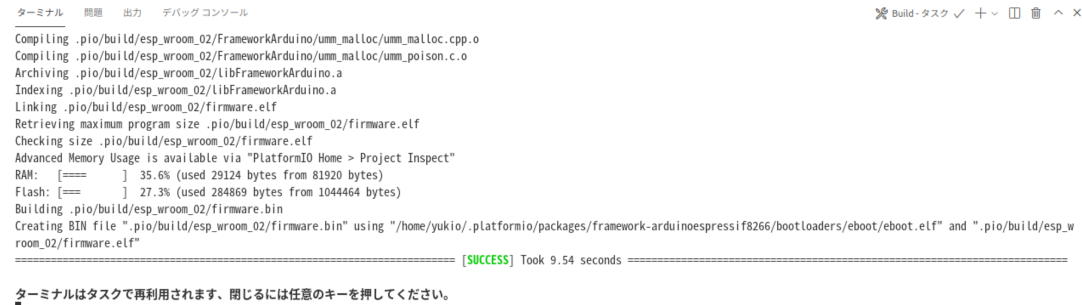 ターミナル 問題 出力 デバッグ コンソール Build - タスク
Compiling .pio/build/esp_wroom_02/FrameworkArduino/umm_malloc/umm_malloc.cpp.o
Compiling .pio/build/esp_wroom_02/FrameworkArduino/umm_malloc/umm_poison.c.o
Archiving .pio/build/esp_wroom_02/libFrameworkArduino.a
Indexing .pio/build/esp_wroom_02/libFrameworkArduino.a
Linking .pio/build/esp_wroom_02/firmware.elf
Retrieving maximum program size .pio/build/esp_wroom_02/firmware.elf
Checking size .pio/build/esp_wroom_02/firmware.elf
Advanced Memory Usage is available via "PlatformIO Home > Project Inspect"
RAM:   [====      ]  35.6% (used 29124 bytes from 81920 bytes)
Flash: [===       ]  27.3% (used 284869 bytes from 1044464 bytes)
Building .pio/build/esp_wroom_02/firmware.bin
Creating BIN file ".pio/build/esp_wroom_02/firmware.bin" using "/home/yukio/.platformio/packages/framework-arduinoespressif8266/bootloaders/eboot/eboot.elf" and ".pio/build/esp_w
room_02/firmware.elf"
========================================================================== [SUCCESS] Took 9.54 seconds ==========================================================================
ターミナルはタスクで再利用されます、閉じるには任意のキーを押してください。